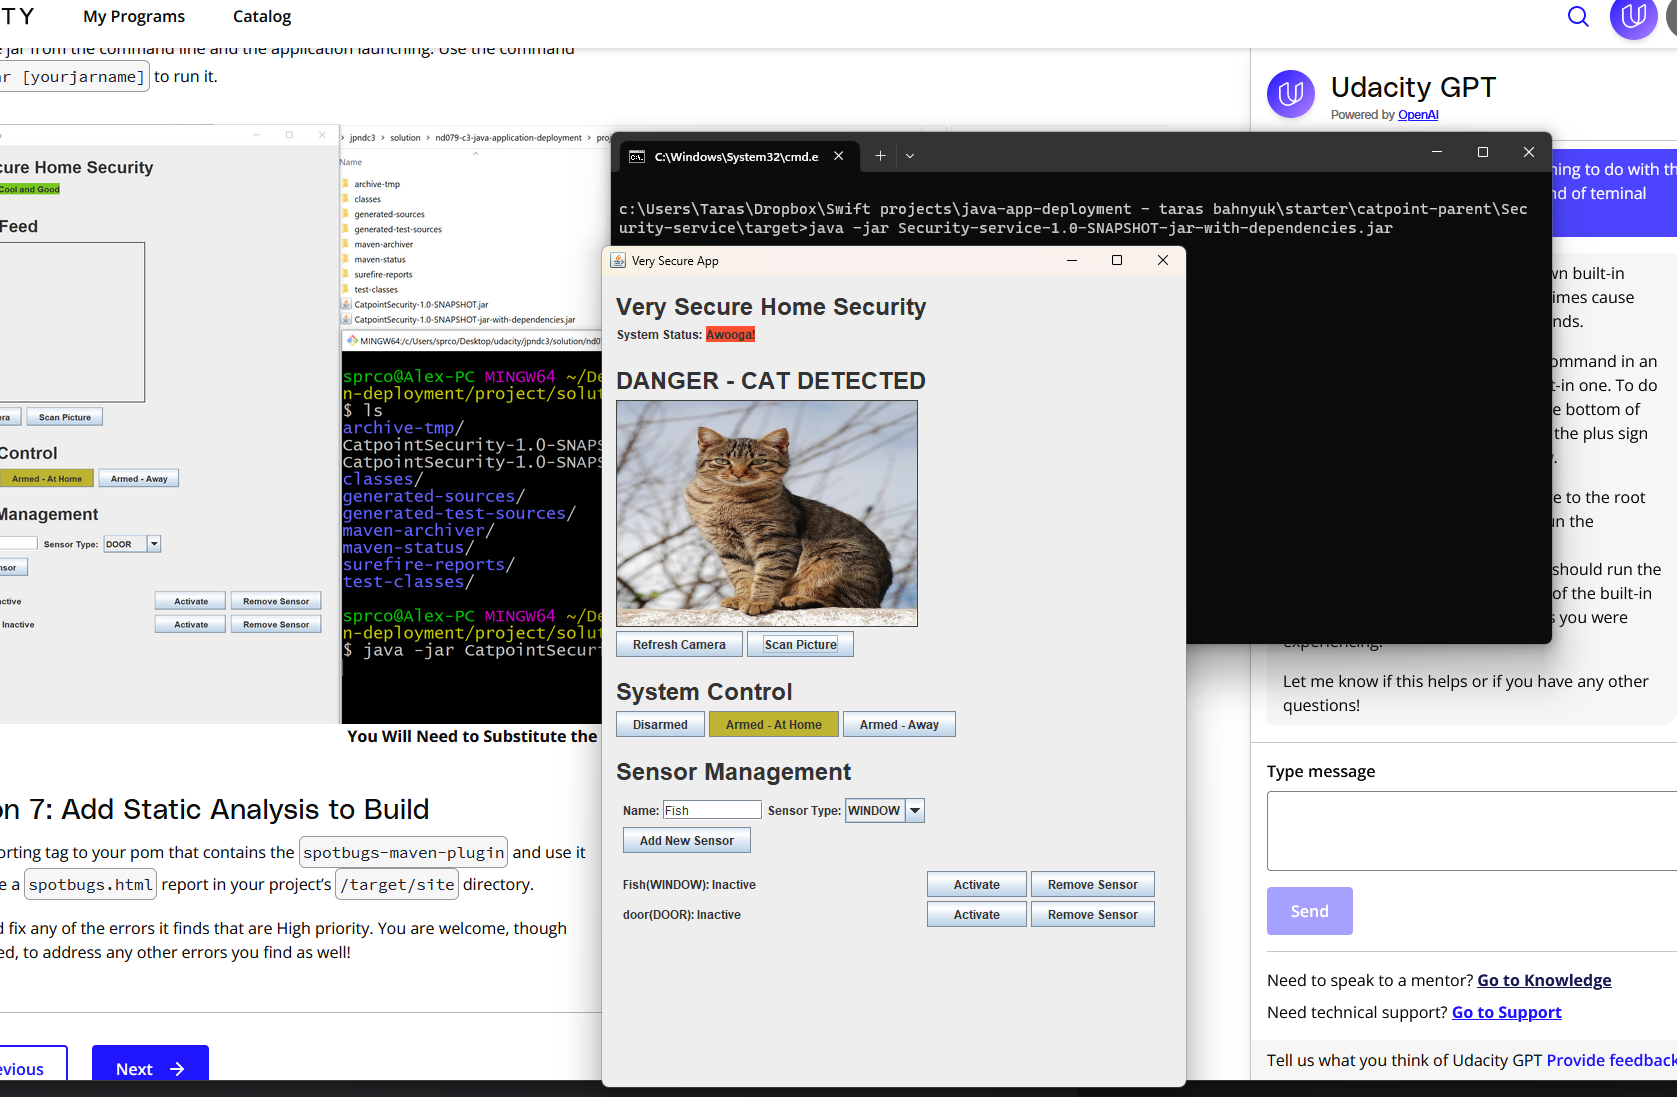 TY
My Programs
Catalog
jar from the command line and the application launching. Use the command
r [yourjarname] to run it.
cure Home Security
Cool and Good
Feed
era
Scan Picture
Control
Armed - At Home
Armed - Away
Management
Sensor Type: DOOR
nsor
active
Activate
Remove Sensor
Inactive
Activate
Remove Sensor
jpndc3 > solution > nd079-c3-java-application-deployment > proj
Name
archive-tmp
classes
generated-sources
generated-test-sources
maven-archiver
maven-status
surefire-reports
test-classes
CatpointSecurity-1.0-SNAPSHOT.jar
CatpointSecurity-1.0-SNAPSHOT-jar-with-dependencies.jar
MINGW64:/c/Users/sprco/Desktop/udacity/jpndc3/solution/nd0
sprco@Alex-PC MINGW64 ~/De
n-deployment/project/solut
$ ls
archive-tmp/
CatpointSecurity-1.0-SNAPS
CatpointSecurity-1.0-SNAPS
classes/
generated-sources/
generated-test-sources/
maven-archiver/
maven-status/
surefire-reports/
test-classes/
sprco@Alex-PC MINGW64 ~/De
n-deployment/project/solut
$ java -jar CatpointSecur
You Will Need to Substitute the
on 7: Add Static Analysis to Build
orting tag to your pom that contains the spotbugs-maven-plugin and use it
e a spotbugs.html report in your project's /target/site directory.
d fix any of the errors it finds that are High priority. You are welcome, though
ed, to address any other errors you find as well!
evious
Next →
C:\Windows\System32\cmd.e
c:\Users\Taras\Dropbox\Swift projects\java-app-deployment - taras bahnyuk\starter\catpoint-parent\Sec
urity-service\target>java -jar Security-service-1.0-SNAPSHOT-jar-with-dependencies.jar
Very Secure App
Very Secure Home Security
System Status: Awooga!
DANGER - CAT DETECTED
Refresh Camera
Scan Picture
System Control
Disarmed
Armed - At Home
Armed - Away
Sensor Management
Name: Fish
Sensor Type: WINDOW
Add New Sensor
Fish(WINDOW): Inactive
Activate
Remove Sensor
door(DOOR): Inactive
Activate
Remove Sensor
Udacity GPT
Powered by OpenAI
ning to do with th
nd of teminal
wn built-in
imes cause
nds.
ommand in an
t-in one. To do
e bottom of
the plus sign
e to the root
un the
should run the
of the built-in
s you were
experiencing.
Let me know if this helps or if you have any other
questions!
Type message
Send
Need to speak to a mentor? Go to Knowledge
Need technical support? Go to Support
Tell us what you think of Udacity GPT Provide feedback